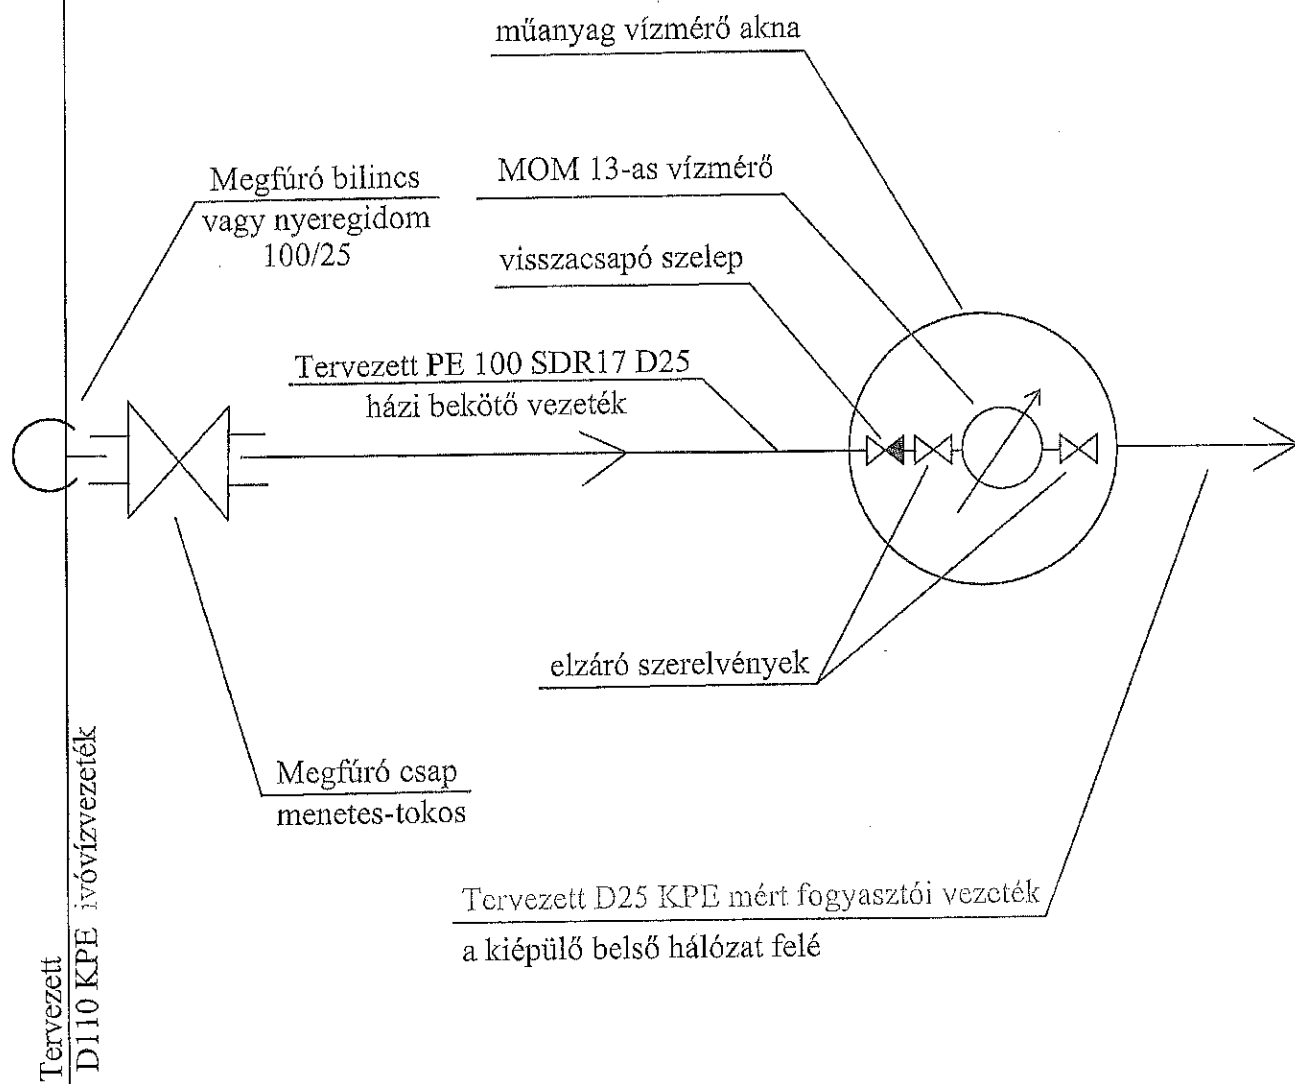 műanyag vízmérő akna
Megfúró bilincs
vagy nyeregidom
100/25
MOM 13-as vízmérő
visszacsapó szelep
Tervezett PE 100 SDR17 D25
házi bekötő vezeték
elzáró szerelvények
Megfúró csap
menetes-tokos
Tervezett D25 KPE mért fogyasztói vezeték
a kiépülő belső hálózat felé
Tervezett
D110 KPE ivóvízvezeték